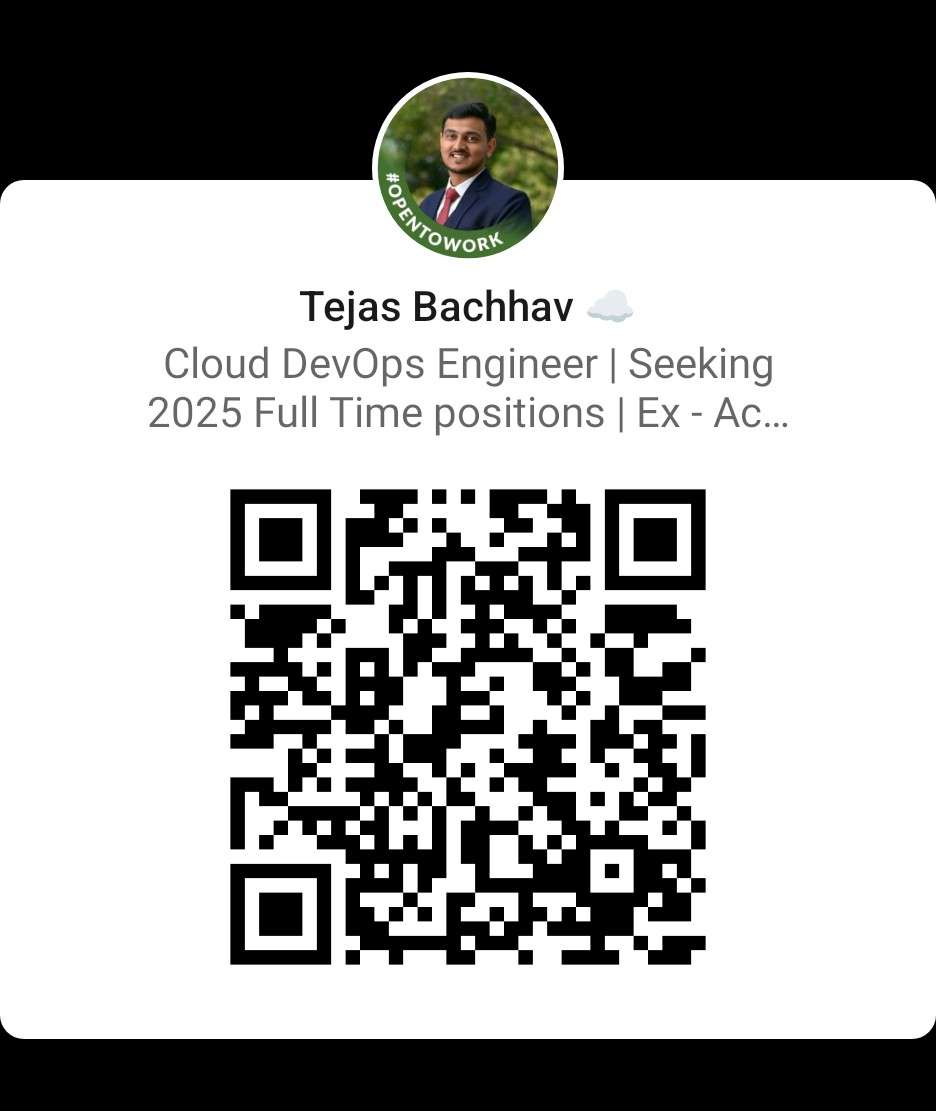 #OPENTOWORK
Tejas Bachhav ☁️
Cloud DevOps Engineer | Seeking
2025 Full Time positions | Ex - Ac...